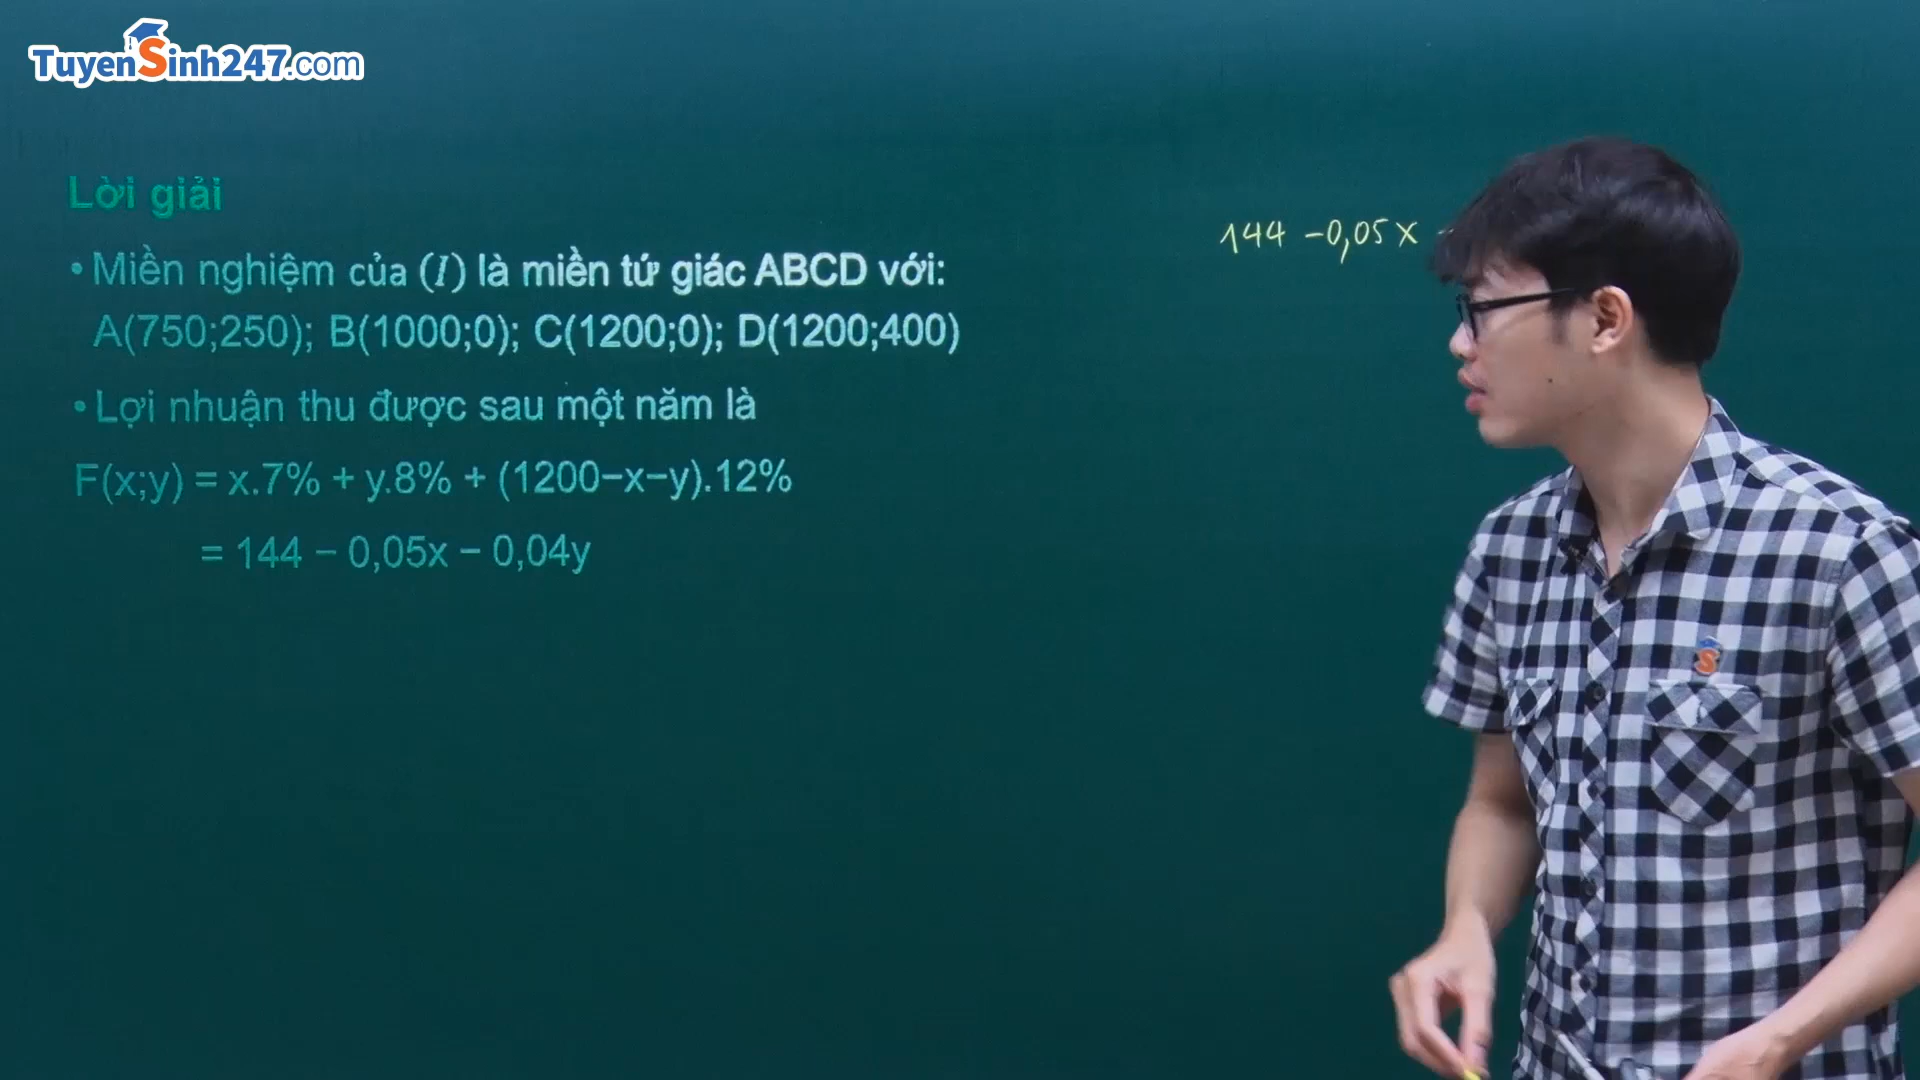 TuyenSinh247.com
Lời giải
• Miền nghiệm của (I) là miền tứ giác ABCD với:
A(750;250); B(1000;0); C(1200;0); D(1200;400)
• Lợi nhuận thu được sau một năm là
F(x;y) = x.7% + y.8% + (1200−x−y).12%
= 144 − 0,05x − 0,04y
144 −0,05x −